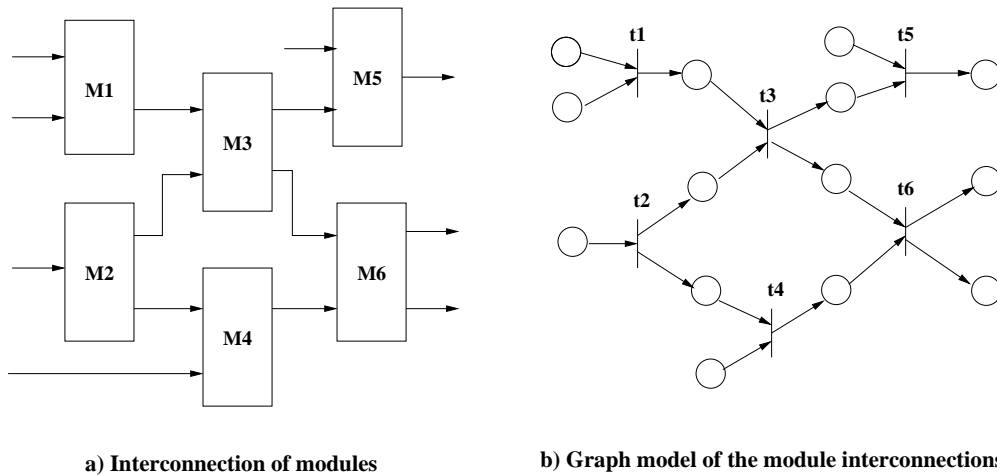 M1
M2
M3
M4
M5
M6
a) Interconnection of modules
t1
t2
t3
t4
t5
t6
b) Graph model of the module interconnections